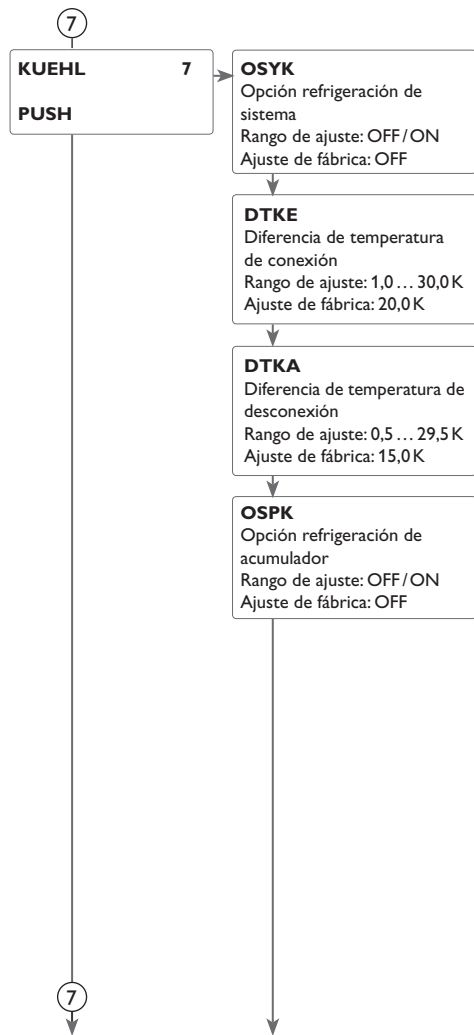 7
KUEHL 7
PUSH
OSYK
Opción refrigeración de
sistema
Rango de ajuste: OFF/ON
Ajuste de fábrica: OFF
DTKE
Diferencia de temperatura
de conexión
Rango de ajuste: 1,0 ... 30,0 K
Ajuste de fábrica: 20,0 K
DTKA
Diferencia de temperatura de
desconexión
Rango de ajuste: 0,5 ... 29,5 K
Ajuste de fábrica: 15,0 K
OSPK
Opción refrigeración de
acumulador
Rango de ajuste: OFF/ON
Ajuste de fábrica: OFF
7